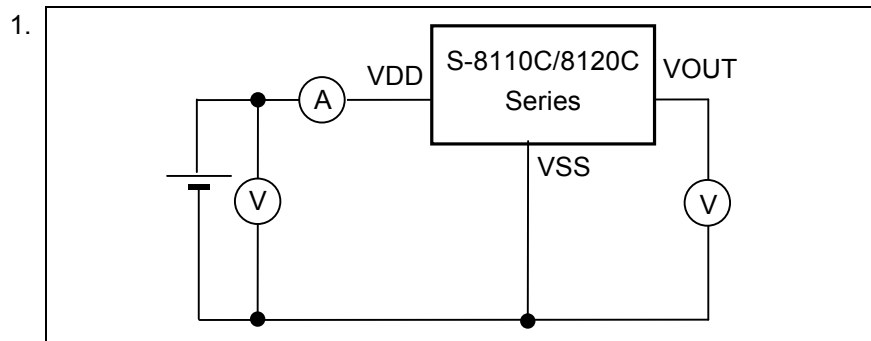 1.
S-8110C/8120C
Series
VDD
VOUT
A
VSS
V
V